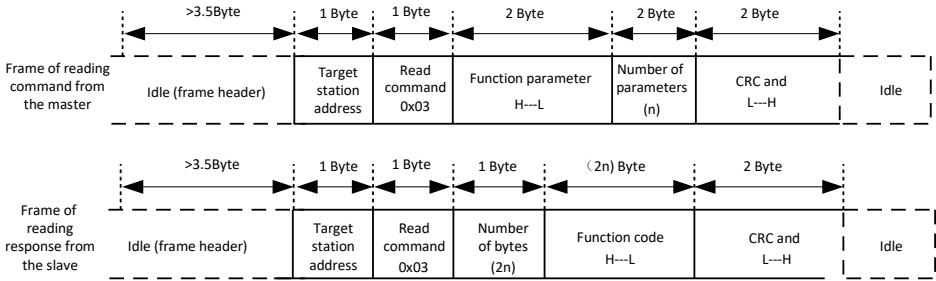 >3.5Byte 1 Byte 1 Byte 2 Byte 2 Byte 2 Byte
Frame of reading
command from
the master
Idle (frame header)
Target
station
address
Read
command
0x03
Function parameter
H---L
Number of
parameters
(n)
CRC and
L---H
Idle
>3.5Byte 1 Byte 1 Byte 1 Byte （2n) Byte 2 Byte
Frame of
reading
response from
the slave
Idle (frame header)
Target
station
address
Read
command
0x03
Number
of bytes
(2n)
Function code
H---L
CRC and
L---H
Idle